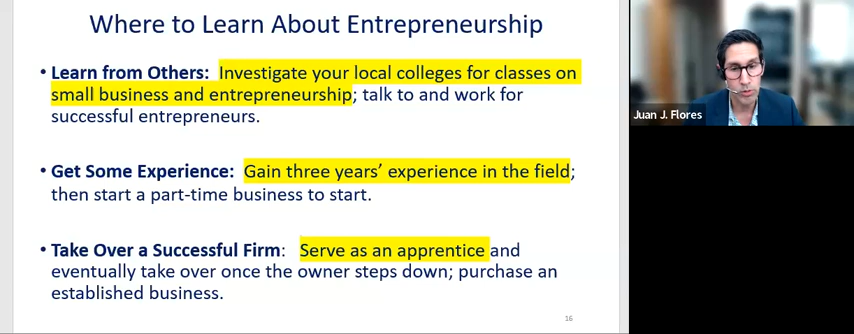 Where to Learn About Entrepreneurship
• Learn from Others: Investigate your local colleges for classes on
small business and entrepreneurship; talk to and work for
successful entrepreneurs.
• Get Some Experience: Gain three years’ experience in the field;
then start a part-time business to start.
• Take Over a Successful Firm: Serve as an apprentice and
eventually take over once the owner steps down; purchase an
established business.
16
Juan J. Flores